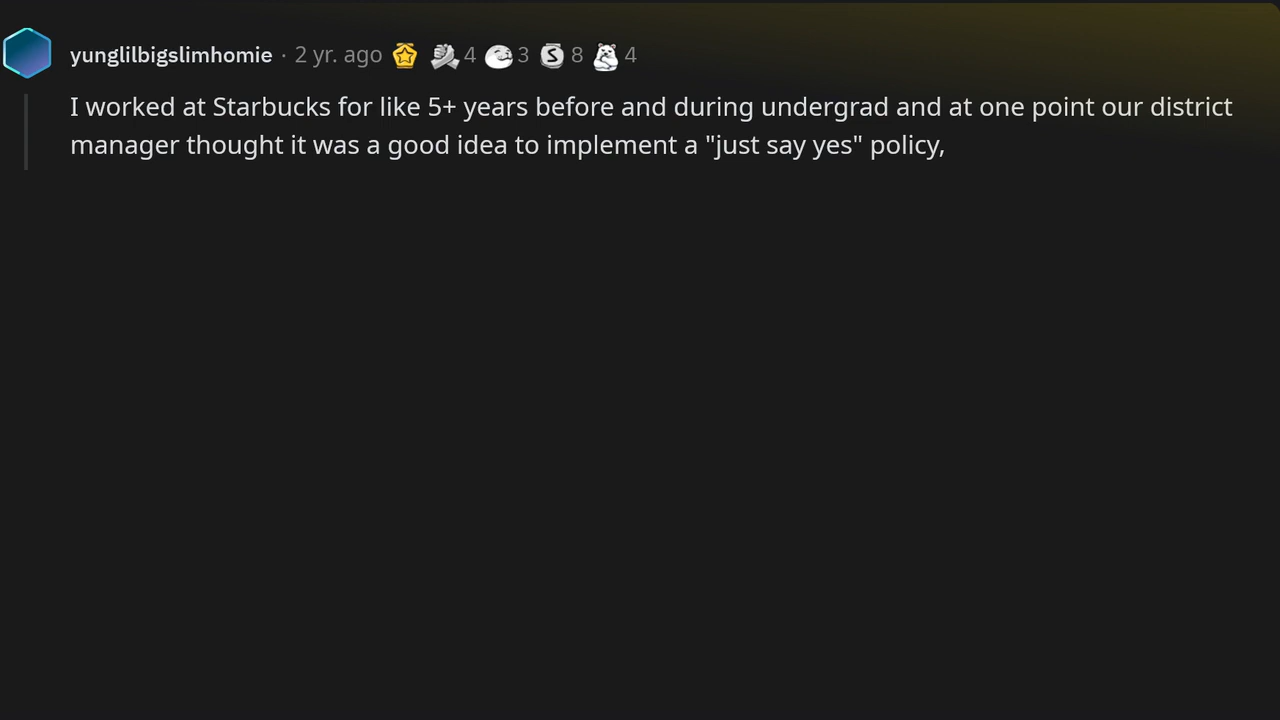 yunglilbigslimhomie · 2 yr. ago 4 3 S 8 4
I worked at Starbucks for like 5+ years before and during undergrad and at one point our district
manager thought it was a good idea to implement a "just say yes" policy,